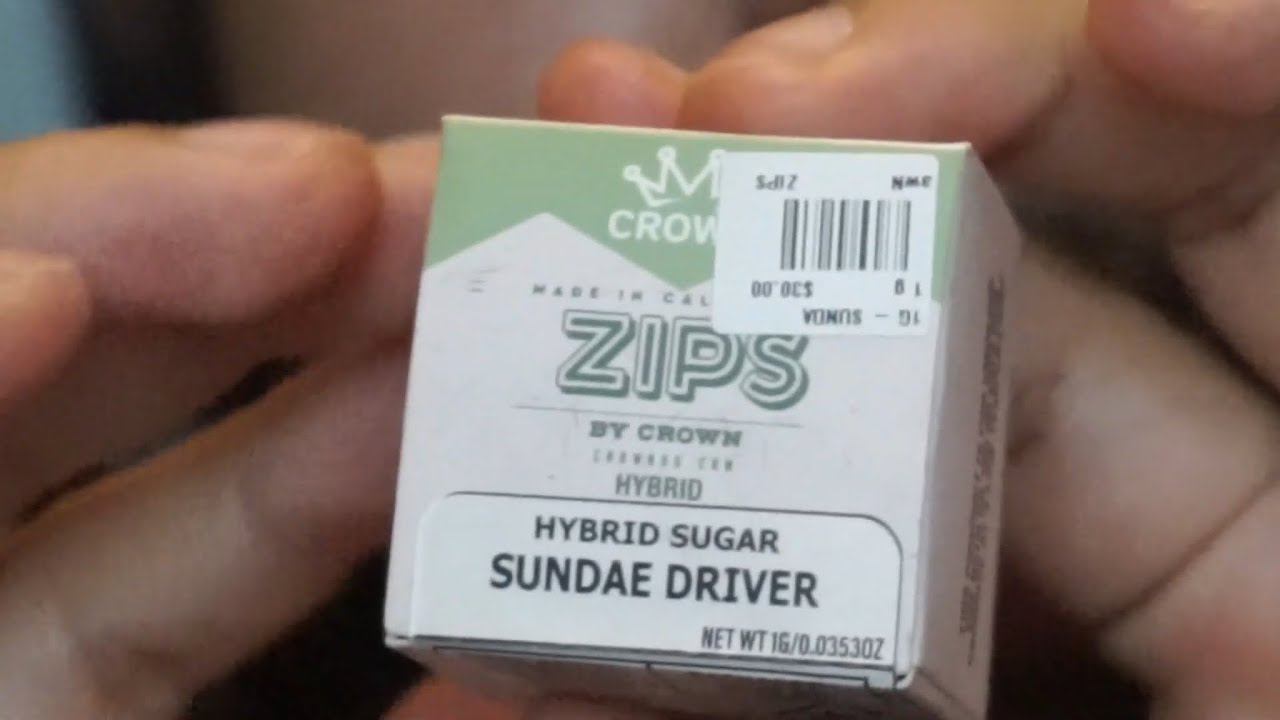 CROW
MADE IN CAL
ZIPS
BY CROWN
HYBRID
HYBRID SUGAR
SUNDAE DRIVER
NET WT 1G/0.0353OZ
1G - SUNDA
1 g $30.00
ZIPS